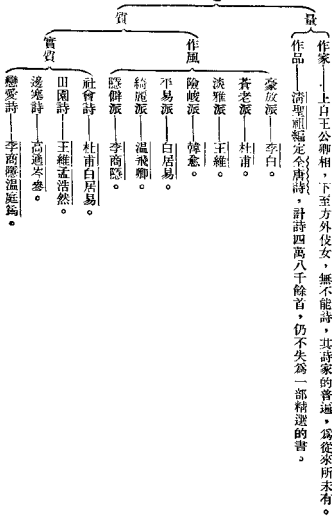 量
作家——上自王公卿相，下至方外伎女，無不能詩，其詩家的普遍，爲從來所未有。
作品——淸聖祖編定全唐詩，計詩四萬八千餘首，仍不失爲一部精選的書。
質
作風
豪放派——李白。
蒼老派——杜甫。
淡雅派——王維。
險峻派——韓愈。
平易派——白居易。
綺麗派——溫飛卿。
隱僻派——李商隱。
實質
社會詩——杜甫白居易。
田園詩——王維孟浩然。
邊塞詩——高適岑參。
戀愛詩——李商隱溫庭筠。